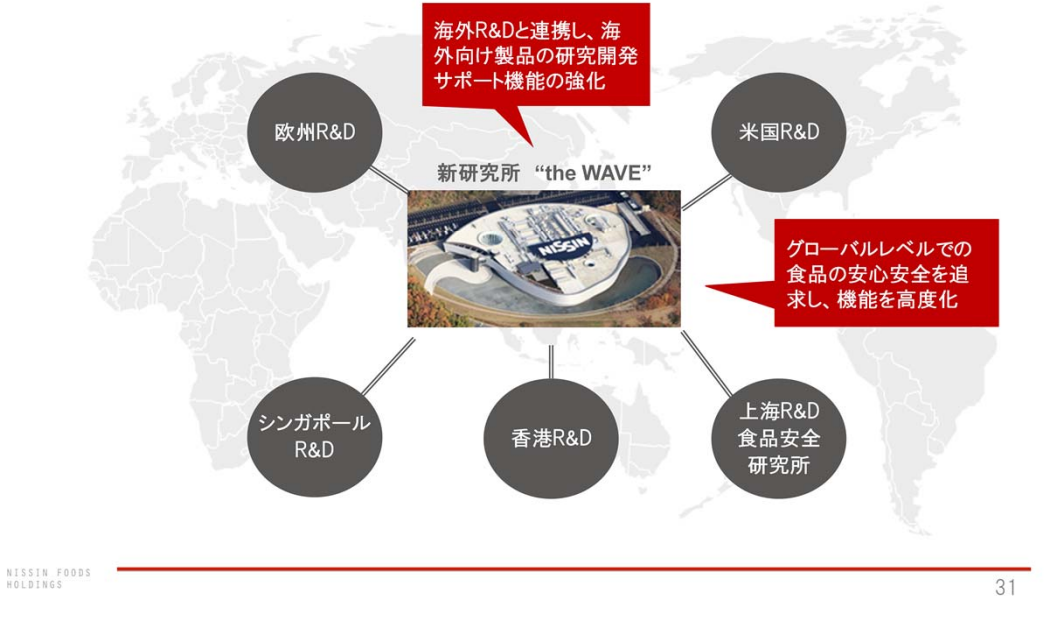 海外R&Dと連携し、海
外向け製品の研究開発
サポート機能の強化
欧州R&D
米国R&D
新研究所 “the WAVE”
NISSIN
グローバルレベルでの
食品の安心安全を追
求し、機能を高度化
シンガポール
R&D
香港R&D
上海R&D
食品安全
研究所
NISSIN FOODS
HOLDINGS
31